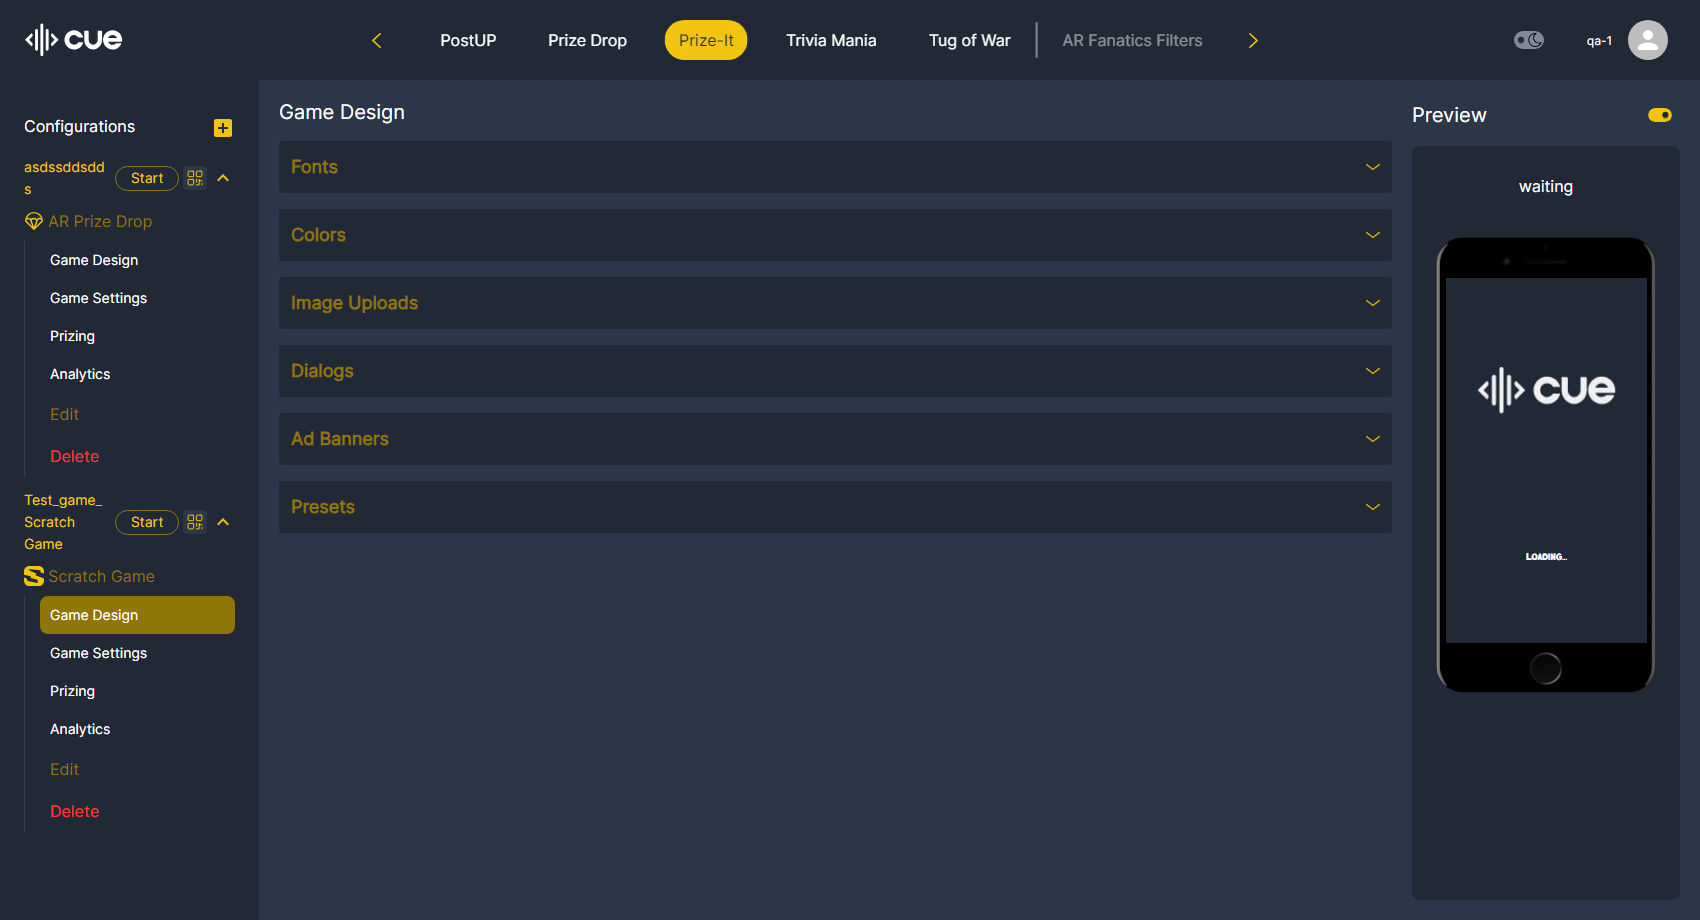 cue
PostUP
Prize Drop
Prize-It
Trivia Mania
Tug of War
AR Fanatics Filters
qa-1
Configurations
asdssddsdd
s
Start
AR Prize Drop
Game Design
Game Settings
Prizing
Analytics
Edit
Delete
Test_game_
Scratch
Game
Start
Scratch Game
Game Design
Game Settings
Prizing
Analytics
Edit
Delete
Game Design
Fonts
Colors
Image Uploads
Dialogs
Ad Banners
Presets
Preview
waiting
cue
LOADING...